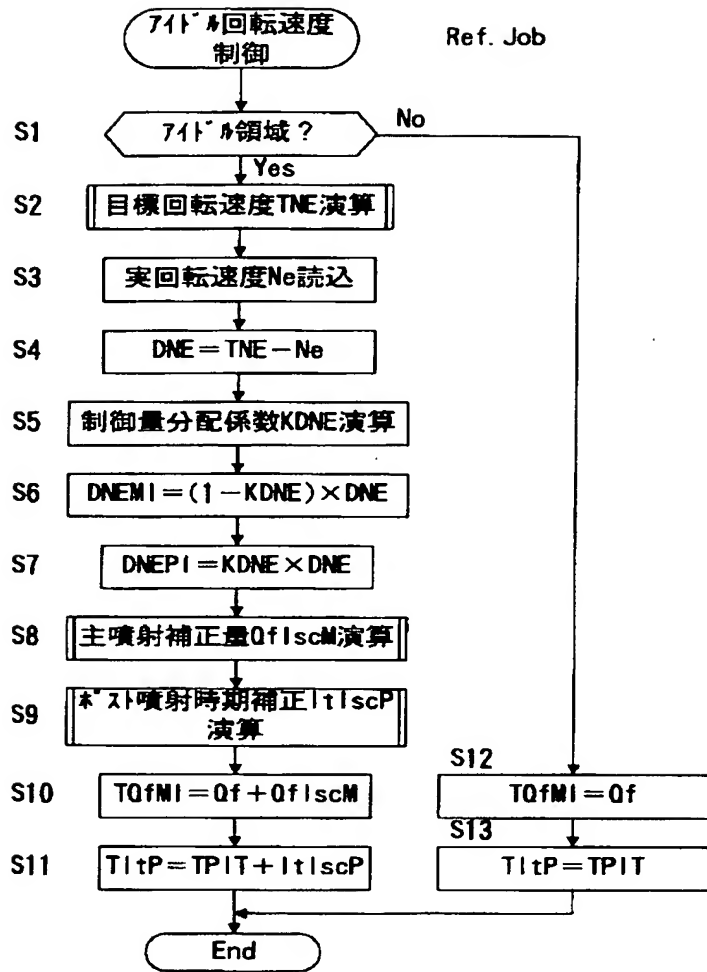 ｱｲﾄﾞﾙ回転速度
制御
Ref. Job
S1
ｱｲﾄﾞﾙ領域？
No
Yes
S2
目標回転速度TNE演算
S3
実回転速度Ne読込
S4
DNE＝TNE－Ne
S5
制御量分配係数KDNE演算
S6
DNEMI＝(1－KDNE)×DNE
S7
DNEPI＝KDNE×DNE
S8
主噴射補正量QfIscM演算
S9
ﾎﾟｽﾄ噴射時期補正ItIscP
演算
S10
TQfMI＝Qf＋QfIscM
S11
TItP＝TPIT＋ItIscP
S12
TQfMI＝Qf
S13
TItP＝TPIT
End